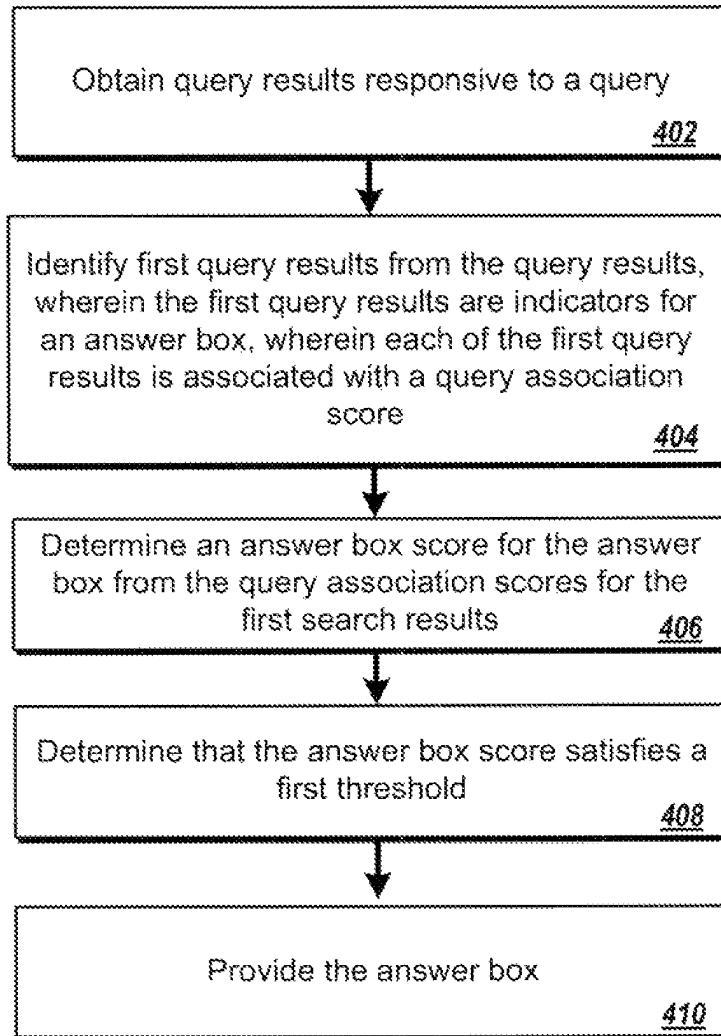 Obtain query results responsive to a query
402
Identify first query results from the query results,
wherein the first query results are indicators for
an answer box, wherein each of the first query
results is associated with a query association
score
404
Determine an answer box score for the answer
box from the query association scores for the
first search results
406
Determine that the answer box score satisfies a
first threshold
408
Provide the answer box
410